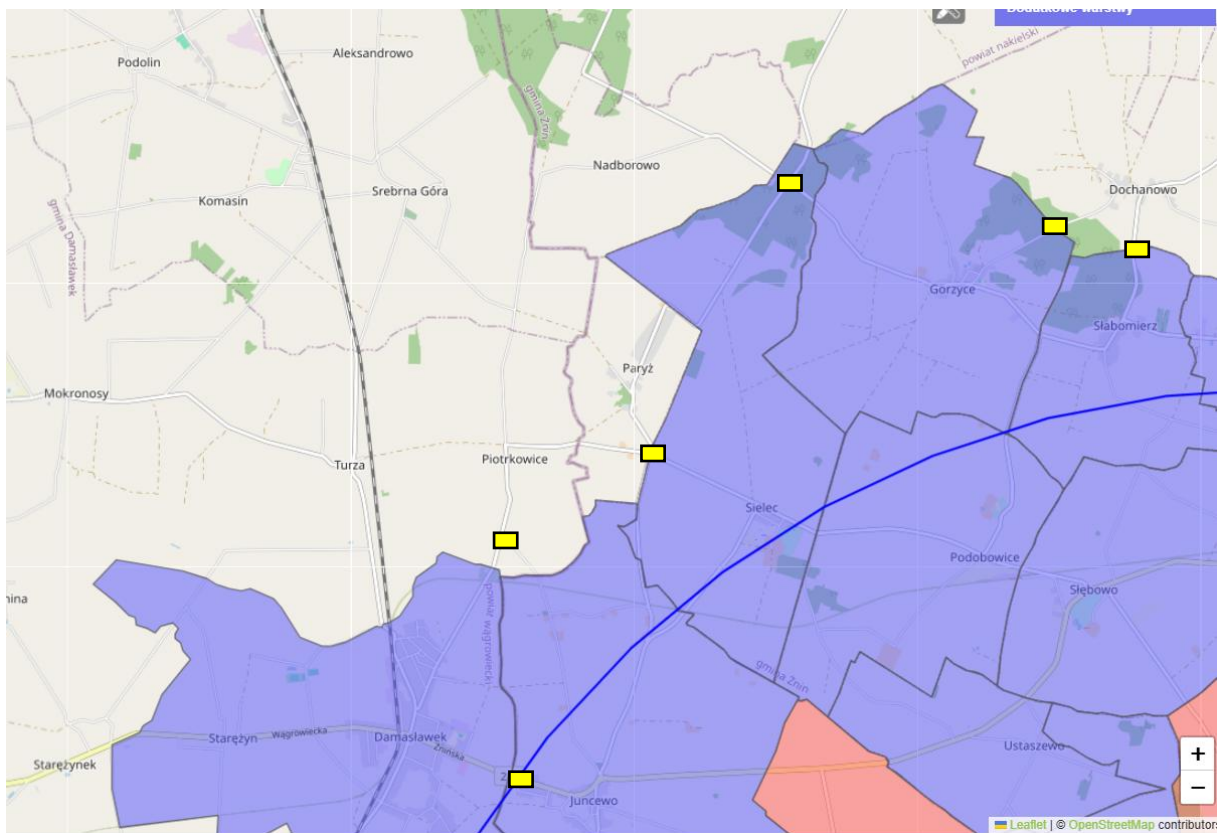 Dodatkowe warstwy
Aleksandrowo
Podolin
powiat nakielski
gmina Żnin
Nadborowo
Dochanowo
Srebrna Góra
Komasin
gmina Damasławek
Gorzyce
Słabomierz
Paryż
Mokronosy
Piotrkowice
Turza
Sielec
Podobowice
Słębowo
powiat wągrowiecki
gmina Żnin
Wągrowiecka
Starężyn
Damasławek
Żnińska
Ustaszewo
Starężynek
Juncewo
+
−
Leaflet | © OpenStreetMap contributors